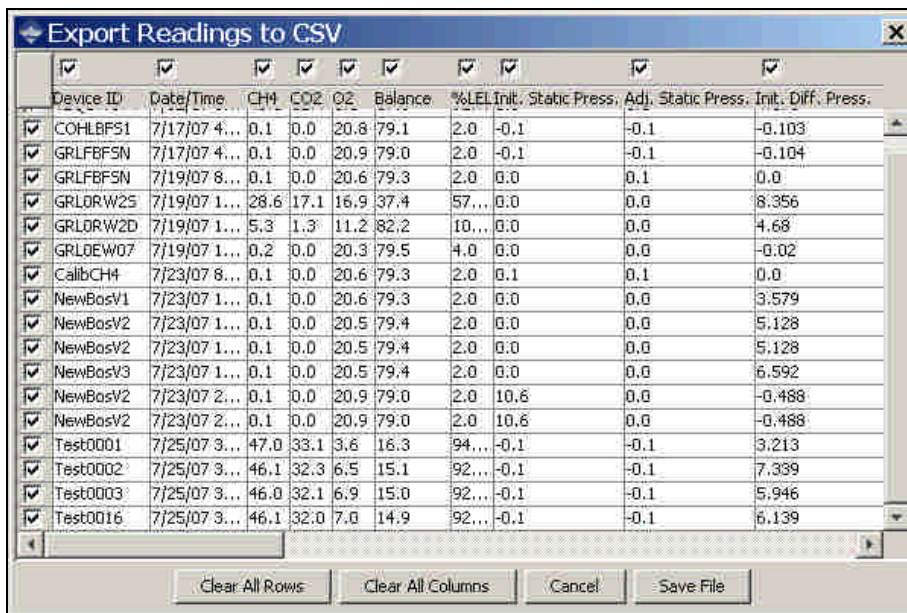 Export Readings to CSV
Device ID Date/Time CH4 CO2 O2 Balance %LEL Init. Static Press. Adj. Static Press. Init. Diff. Press.
COHLBFS1 7/17/07 4... 0.1 0.0 20.8 79.1 2.0 -0.1 -0.1 -0.103
GRLFBFSN 7/17/07 4... 0.1 0.0 20.9 79.0 2.0 -0.1 -0.1 -0.104
GRLFBFSN 7/19/07 8... 0.1 0.0 20.6 79.3 2.0 0.0 0.1 0.0
GRL0RW2S 7/19/07 1... 28.6 17.1 16.9 37.4 57... 0.0 0.0 8.356
GRL0RW2D 7/19/07 1... 5.3 1.3 11.2 82.2 10... 0.0 0.0 4.68
GRL0EW07 7/19/07 1... 0.2 0.0 20.3 79.5 4.0 0.0 0.0 -0.02
CalibCH4 7/23/07 8... 0.1 0.0 20.6 79.3 2.0 0.1 0.1 0.0
NewBosV1 7/23/07 1... 0.1 0.0 20.6 79.3 2.0 0.0 0.0 3.579
NewBosV2 7/23/07 1... 0.1 0.0 20.5 79.4 2.0 0.0 0.0 5.128
NewBosV2 7/23/07 1... 0.1 0.0 20.5 79.4 2.0 0.0 0.0 5.128
NewBosV3 7/23/07 1... 0.1 0.0 20.5 79.4 2.0 0.0 0.0 6.592
NewBosV2 7/23/07 2... 0.1 0.0 20.9 79.0 2.0 10.6 0.0 -0.488
NewBosV2 7/23/07 2... 0.1 0.0 20.9 79.0 2.0 10.6 0.0 -0.488
Test0001 7/25/07 3... 47.0 33.1 3.6 16.3 94... -0.1 -0.1 3.213
Test0002 7/25/07 3... 46.1 32.3 6.5 15.1 92... -0.1 -0.1 7.339
Test0003 7/25/07 3... 46.0 32.1 6.9 15.0 92... -0.1 -0.1 5.946
Test0016 7/25/07 3... 46.1 32.0 7.0 14.9 92... -0.1 -0.1 6.139
Clear All Rows Clear All Columns Cancel Save File